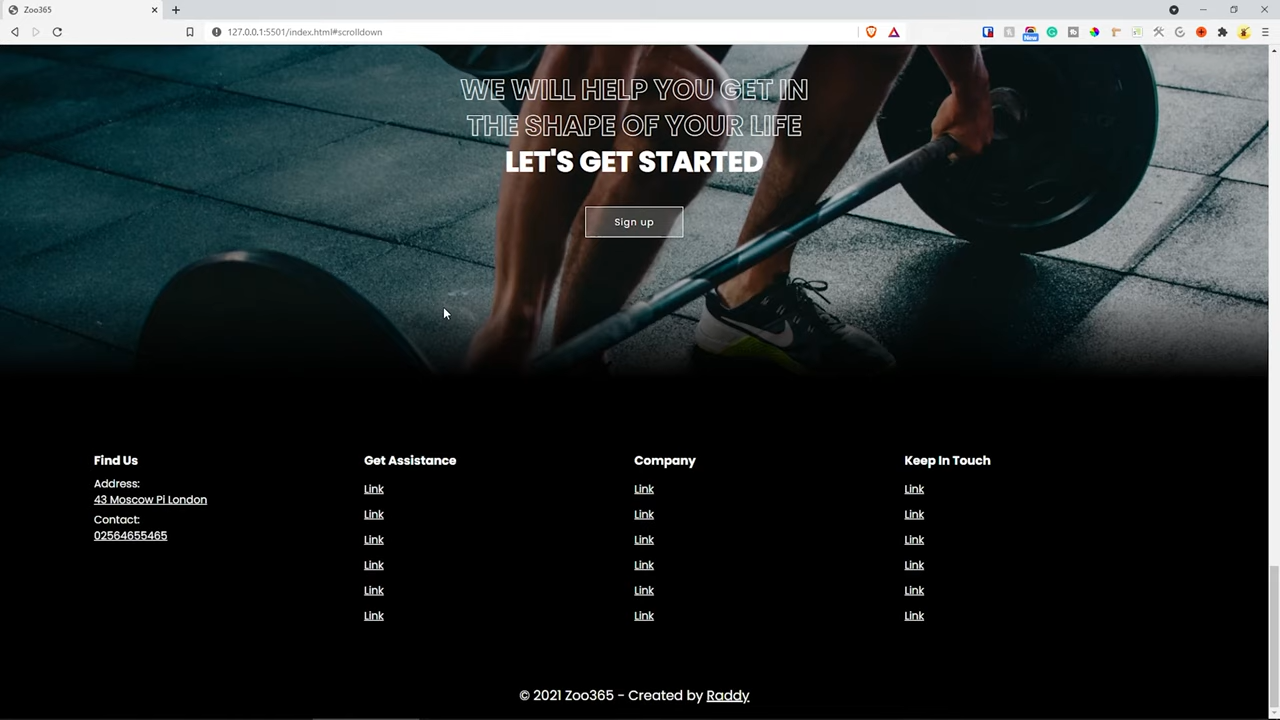 Zoo365
127.0.0.1:5501/index.html#scrolldown
New
WE WILL HELP YOU GET IN
THE SHAPE OF YOUR LIFE
LET'S GET STARTED
Sign up
Find Us
Address:
43 Moscow Pi London
Contact:
02564655465
Get Assistance
Link
Link
Link
Link
Link
Link
Company
Link
Link
Link
Link
Link
Link
Keep In Touch
Link
Link
Link
Link
Link
Link
© 2021 Zoo365 - Created by Raddy